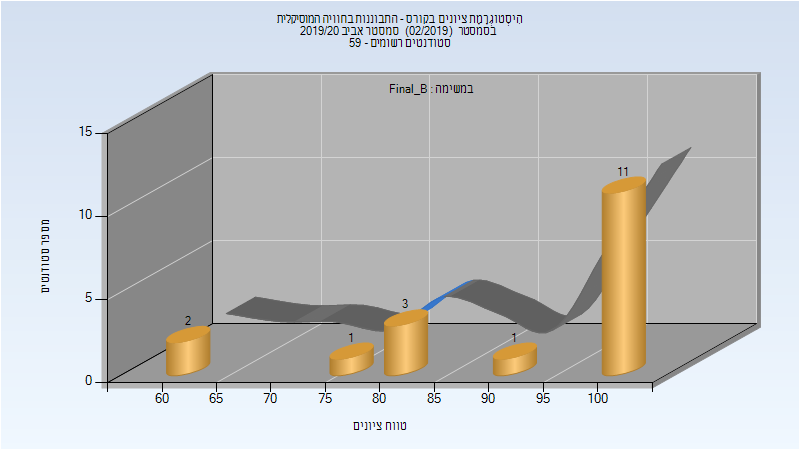 הִיסְטוֹגְרָמַת ציונים בקורס - התבוננות בחוויה המוסיקלית
בסמסטר (02/2019) סמסטר אביב 2019/20
סטודנטים רשומים - 59
במשימה : Final_B
15
10
5
0
מספר סטודנטים
2
1
3
1
11
60 65 70 75 80 85 90 95 100
טווח ציונים